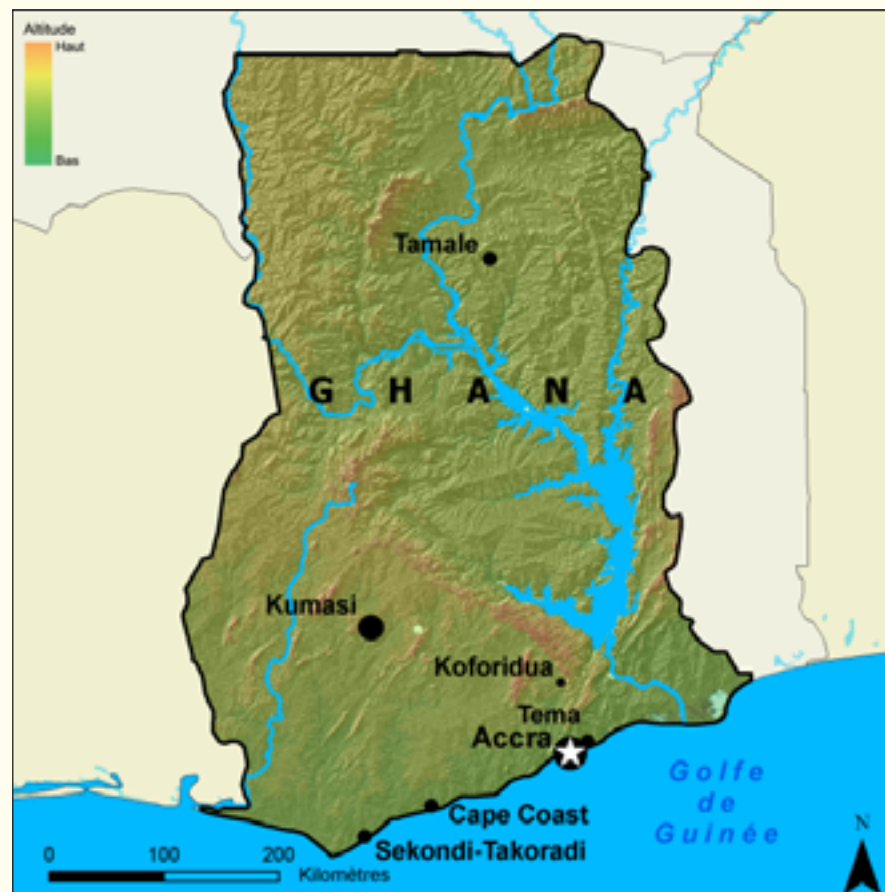 Altitude
Haut
Bas
Tamale
G H A N A
Kumasi
Koforidua
Tema
Accra
Golfe
de
Guinée
Cape Coast
Sekondi-Takoradi
N
0 100 200
Kilomètres